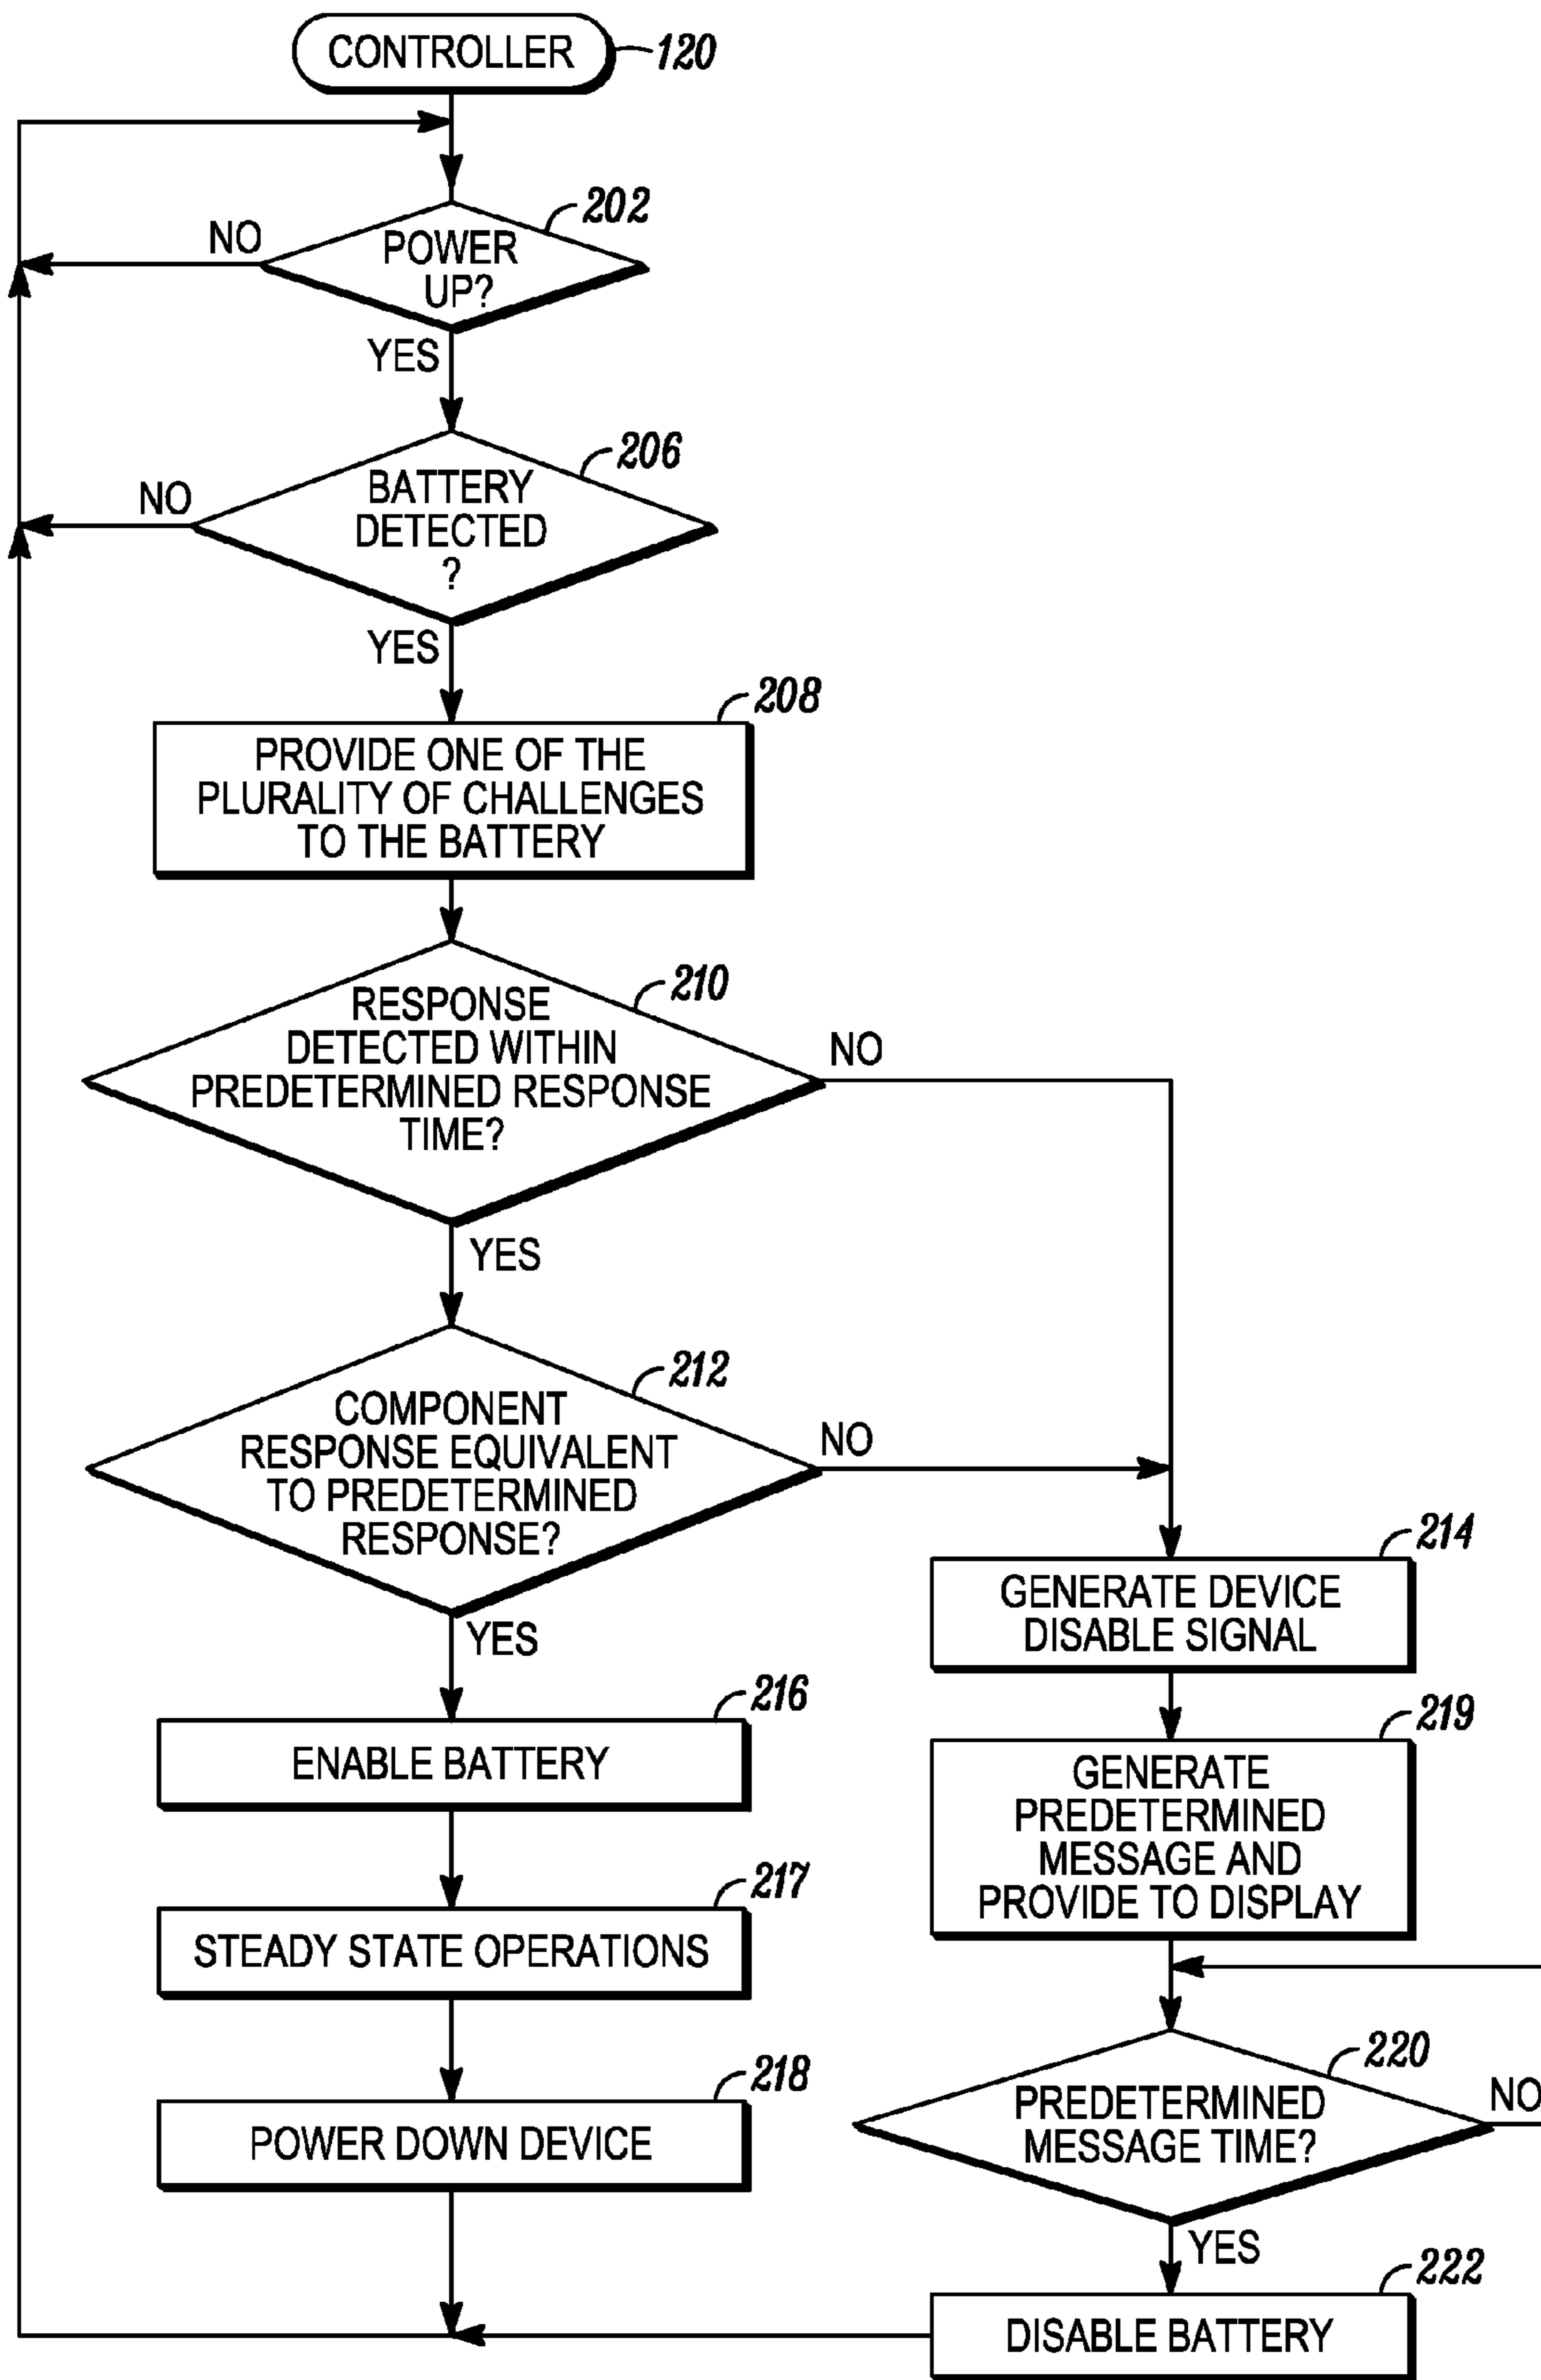 CONTROLLER
120
202
NO
POWER
UP?
YES
206
NO
BATTERY
DETECTED
?
YES
208
PROVIDE ONE OF THE
PLURALITY OF CHALLENGES
TO THE BATTERY
210
RESPONSE
DETECTED WITHIN
PREDETERMINED RESPONSE
TIME?
NO
YES
212
COMPONENT
RESPONSE EQUIVALENT
TO PREDETERMINED
RESPONSE?
NO
YES
214
GENERATE DEVICE
DISABLE SIGNAL
216
ENABLE BATTERY
219
GENERATE
PREDETERMINED
MESSAGE AND
PROVIDE TO DISPLAY
217
STEADY STATE OPERATIONS
218
POWER DOWN DEVICE
220
PREDETERMINED
MESSAGE TIME?
NO
YES
222
DISABLE BATTERY